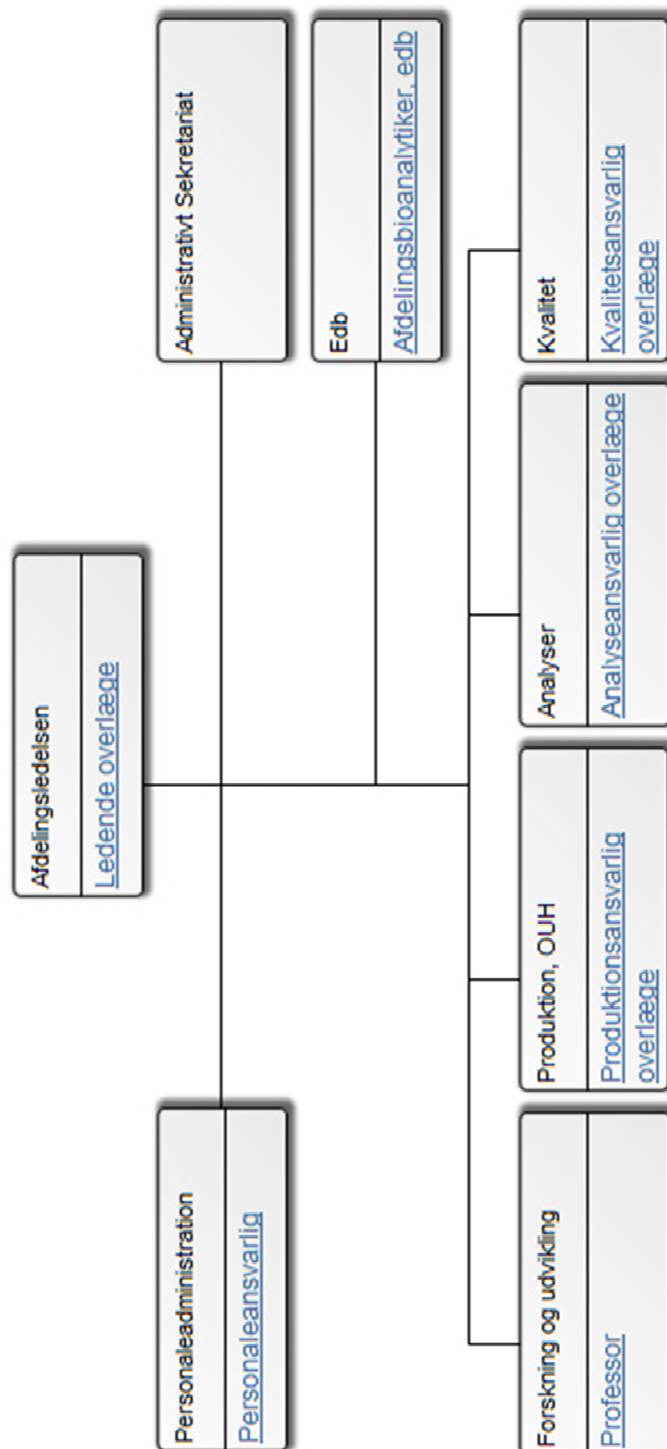 Afdelingsledelsen
Ledende overlæge
Personaleadministration
Personaleansvarlig
Administrativt Sekretariat
Edb
Afdelingsbioanalytiker, edb
Forskning og udvikling
Professor
Produktion, OUH
Produktionsansvarlig
overlæge
Analyser
Analyseansvarlig overlæge
Kvalitet
Kvalitetsansvarlig
overlæge